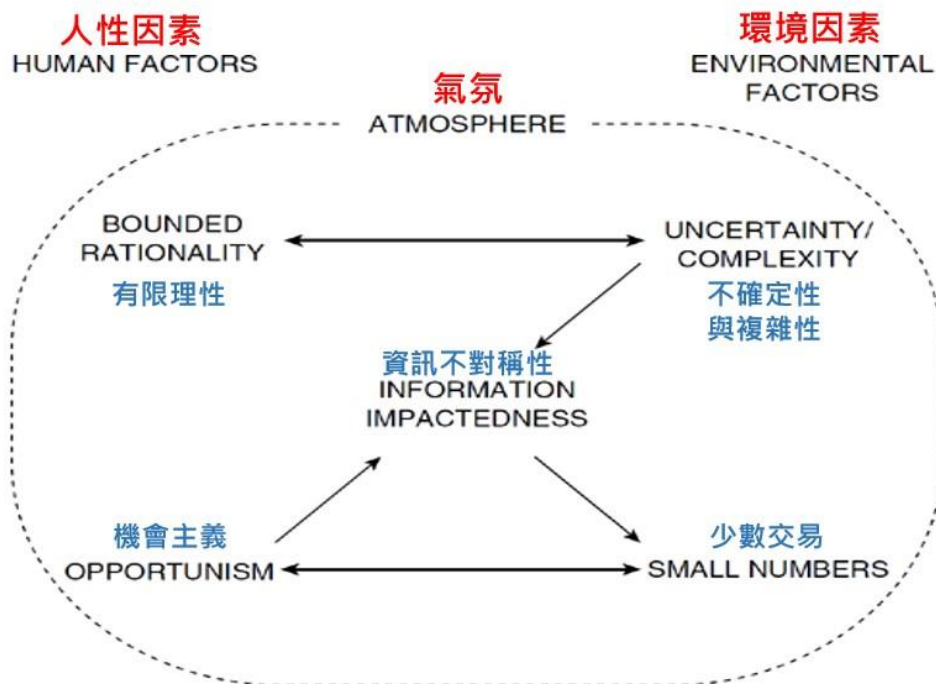 人性因素
HUMAN FACTORS
環境因素
ENVIRONMENTAL
FACTORS
氣氛
ATMOSPHERE
BOUNDED
RATIONALITY
有限理性
UNCERTAINTY/
COMPLEXITY
不確定性
與複雜性
資訊不對稱性
INFORMATION
IMPACTEDNESS
機會主義
OPPORTUNISM
少數交易
SMALL NUMBERS